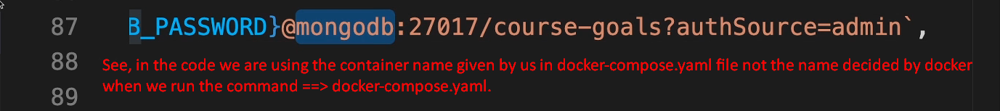 87 B_PASSWORD}@mongodb:27017/course-goals?authSource=admin`,
88 See, in the code we are using the container name given by us in docker-compose.yaml file not the name decided by docker
89 when we run the command ==> docker-compose.yaml.